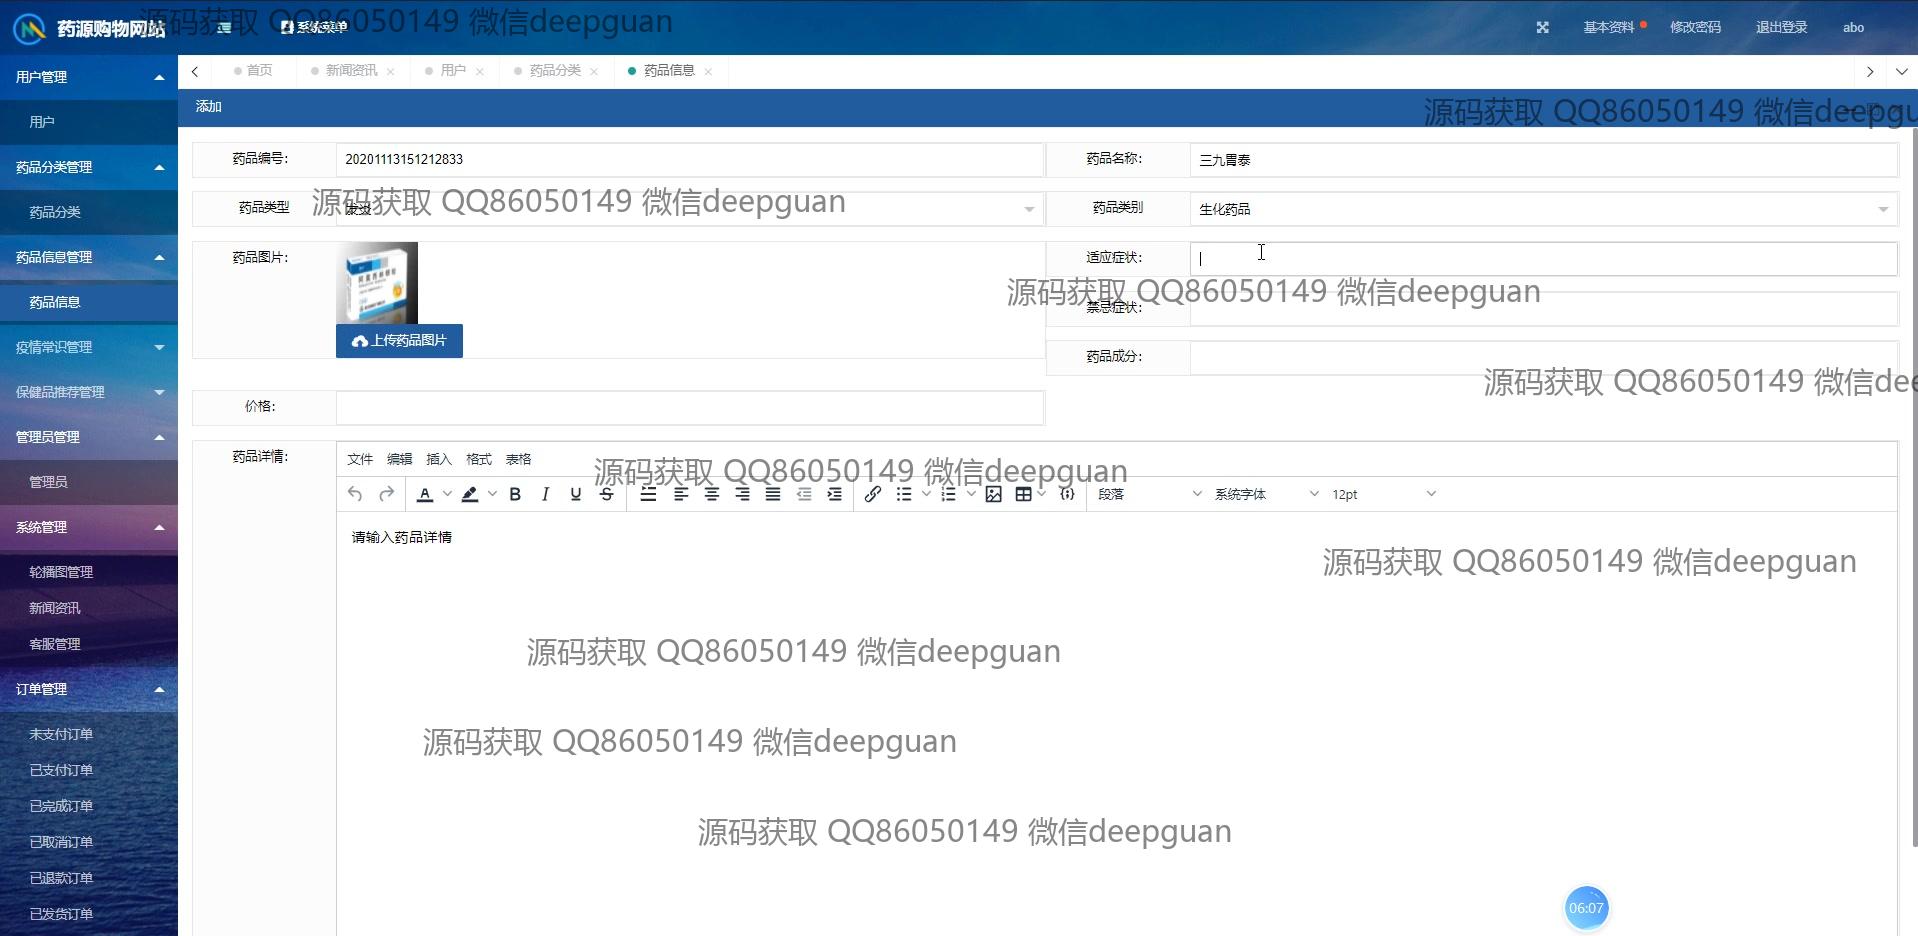 药源购物网站
系统菜单
源码获取 QQ86050149 微信deepguan
基本资料
修改密码
退出登录
abo
用户管理
用户
药品分类管理
药品分类
药品信息管理
药品信息
疫情常识管理
保健品推荐管理
管理员管理
管理员
系统管理
轮播图管理
新闻资讯
客服管理
订单管理
未支付订单
已支付订单
已完成订单
已取消订单
已退款订单
已发货订单
首页
新闻资讯
用户
药品分类
药品信息
添加
源码获取 QQ86050149 微信deepgu
药品编号:
20201113151212833
药品名称:
三九胃泰
药品类型
源码获取 QQ86050149 微信deepguan
药品类别
生化药品
药品图片:
上传药品图片
适应症状:
源码获取 QQ86050149 微信deepguan
禁忌症状:
药品成分:
源码获取 QQ86050149 微信dee
价格:
药品详情:
文件 编辑 插入 格式 表格
源码获取 QQ86050149 微信deepguan
段落 系统字体 12pt
请输入药品详情
源码获取 QQ86050149 微信deepguan
源码获取 QQ86050149 微信deepguan
源码获取 QQ86050149 微信deepguan
源码获取 QQ86050149 微信deepguan
06:07